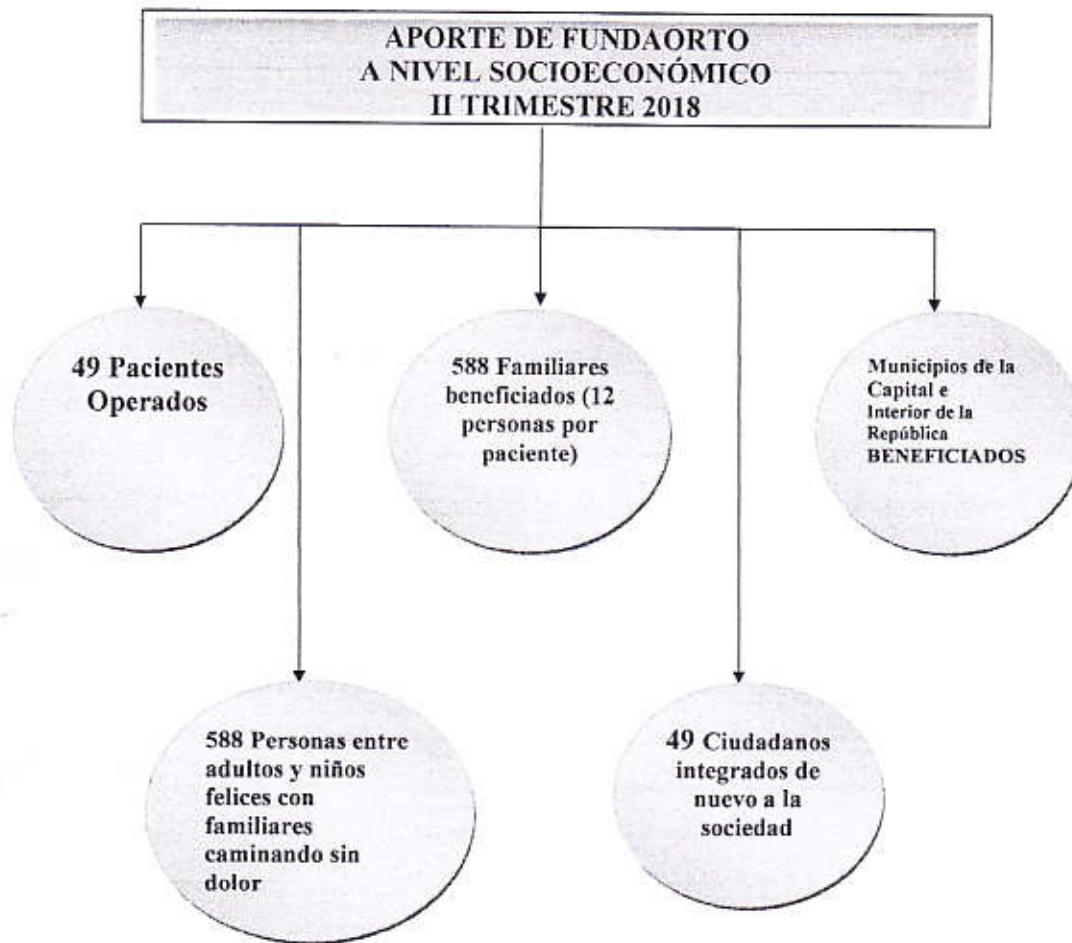 APORTE DE FUNDAORTO
A NIVEL SOCIOECONÓMICO
II TRIMESTRE 2018
49 Pacientes
Operados
588 Familiares
beneficiados (12
personas por
paciente)
Municipios de la
Capital e
Interior de la
República
BENEFICIADOS
588 Personas entre
adultos y niños
felices con
familiares
caminando sin
dolor
49 Ciudadanos
integrados de
nuevo a la
sociedad